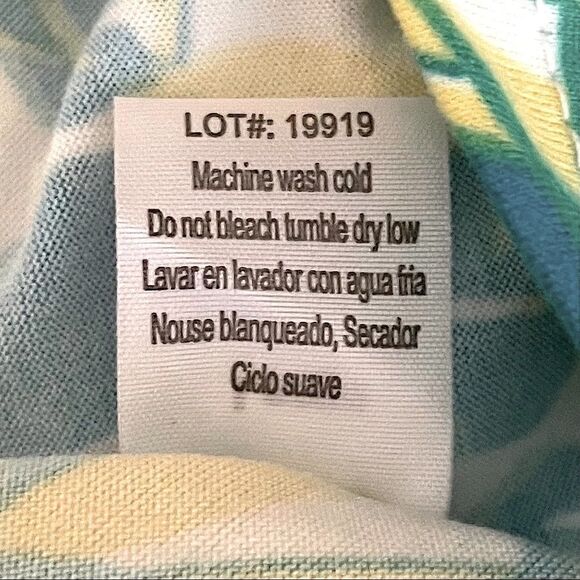 LOT#: 19919
Machine wash cold
Do not bleach tumble dry low
Lavar en lavador con agua fria
Nouse blanqueado, Secador
Ciclo suave